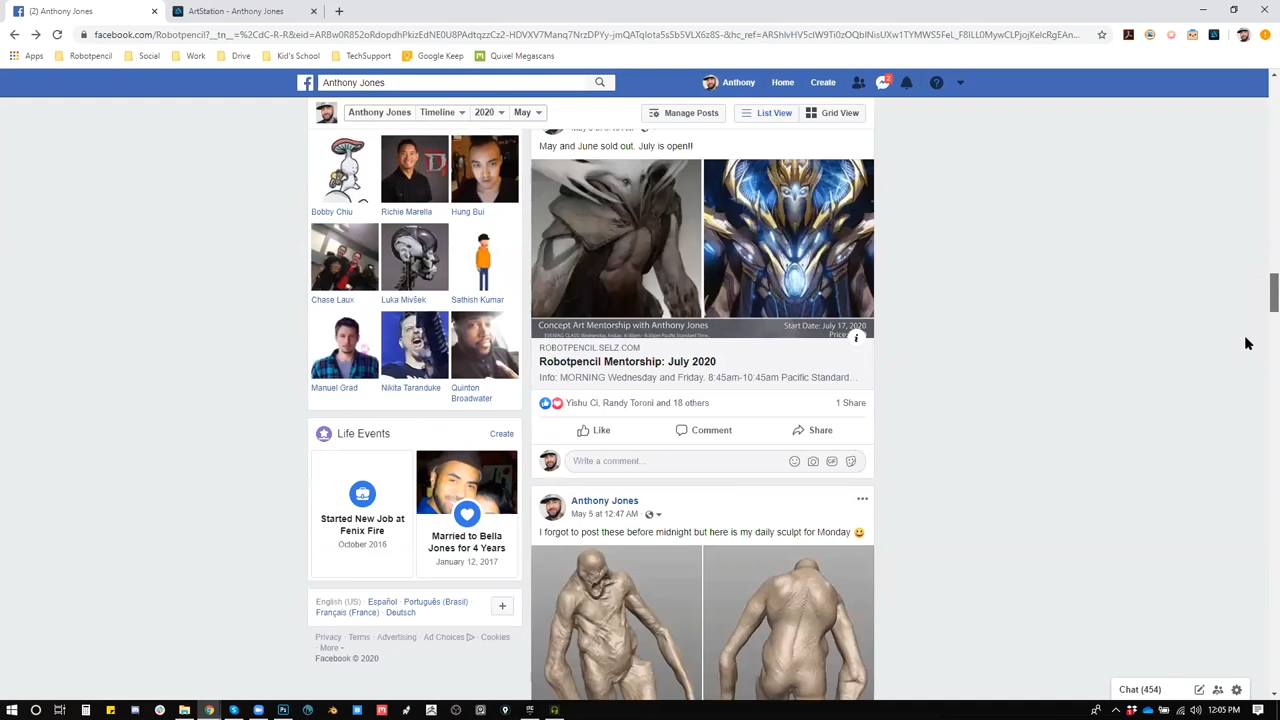 (2) Anthony Jones
ArtStation - Anthony Jones
Apps
Robotpencil
Social
Work
Drive
Kid's School
TechSupport
Google Keep
Quixel Megascans
Anthony Jones
Anthony
Home
Create
2
Anthony Jones
Timeline
2020
May
Manage Posts
List View
Grid View
May and June sold out. July is open!!
Bobby Chiu
Richie Marella
Hung Bui
Chase Laux
Luka Mivšek
Sathish Kumar
Manuel Grad
Nikita Taranduke
Quinton
Broadwater
Concept Art Mentorship with Anthony Jones
Start Date: July 17, 2020
ROBOTPENCIL.SELZ.COM
Robotpencil Mentorship: July 2020
Info: MORNING Wednesday and Friday. 8:45am-10:45am Pacific Standard...
Yishu Ci, Randy Toroni and 18 others
1 Share
Like
Comment
Share
Write a comment...
Life Events
Create
Started New Job at
Fenix Fire
October 2016
Married to Bella
Jones for 4 Years
January 12, 2017
Anthony Jones
May 5 at 12:47 AM ·
I forgot to post these before midnight but here is my daily sculpt for Monday
English (US) · Español · Português (Brasil) ·
Français (France) · Deutsch
Privacy · Terms · Advertising · Ad Choices · Cookies
· More
Facebook © 2020
Chat (454)
12:05 PM